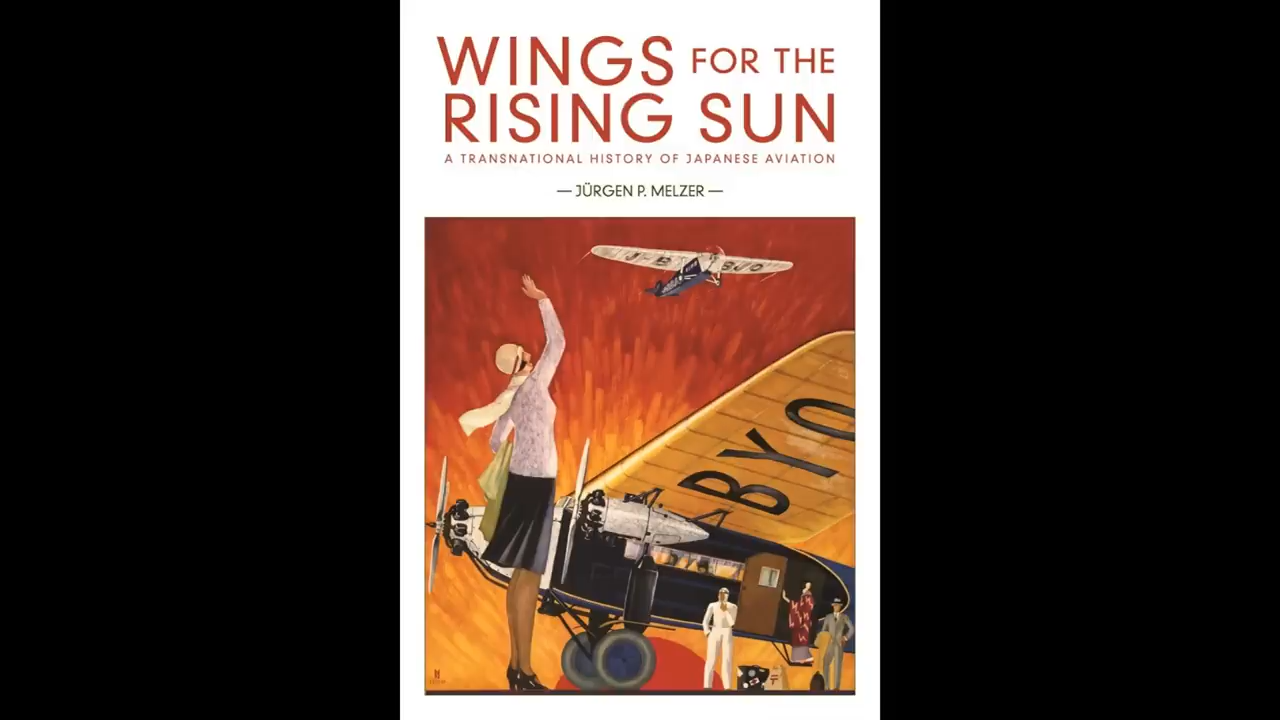 WINGS FOR THE
RISING SUN
A TRANSNATIONAL HISTORY OF JAPANESE AVIATION
— JÜRGEN P. MELZER —
BYO